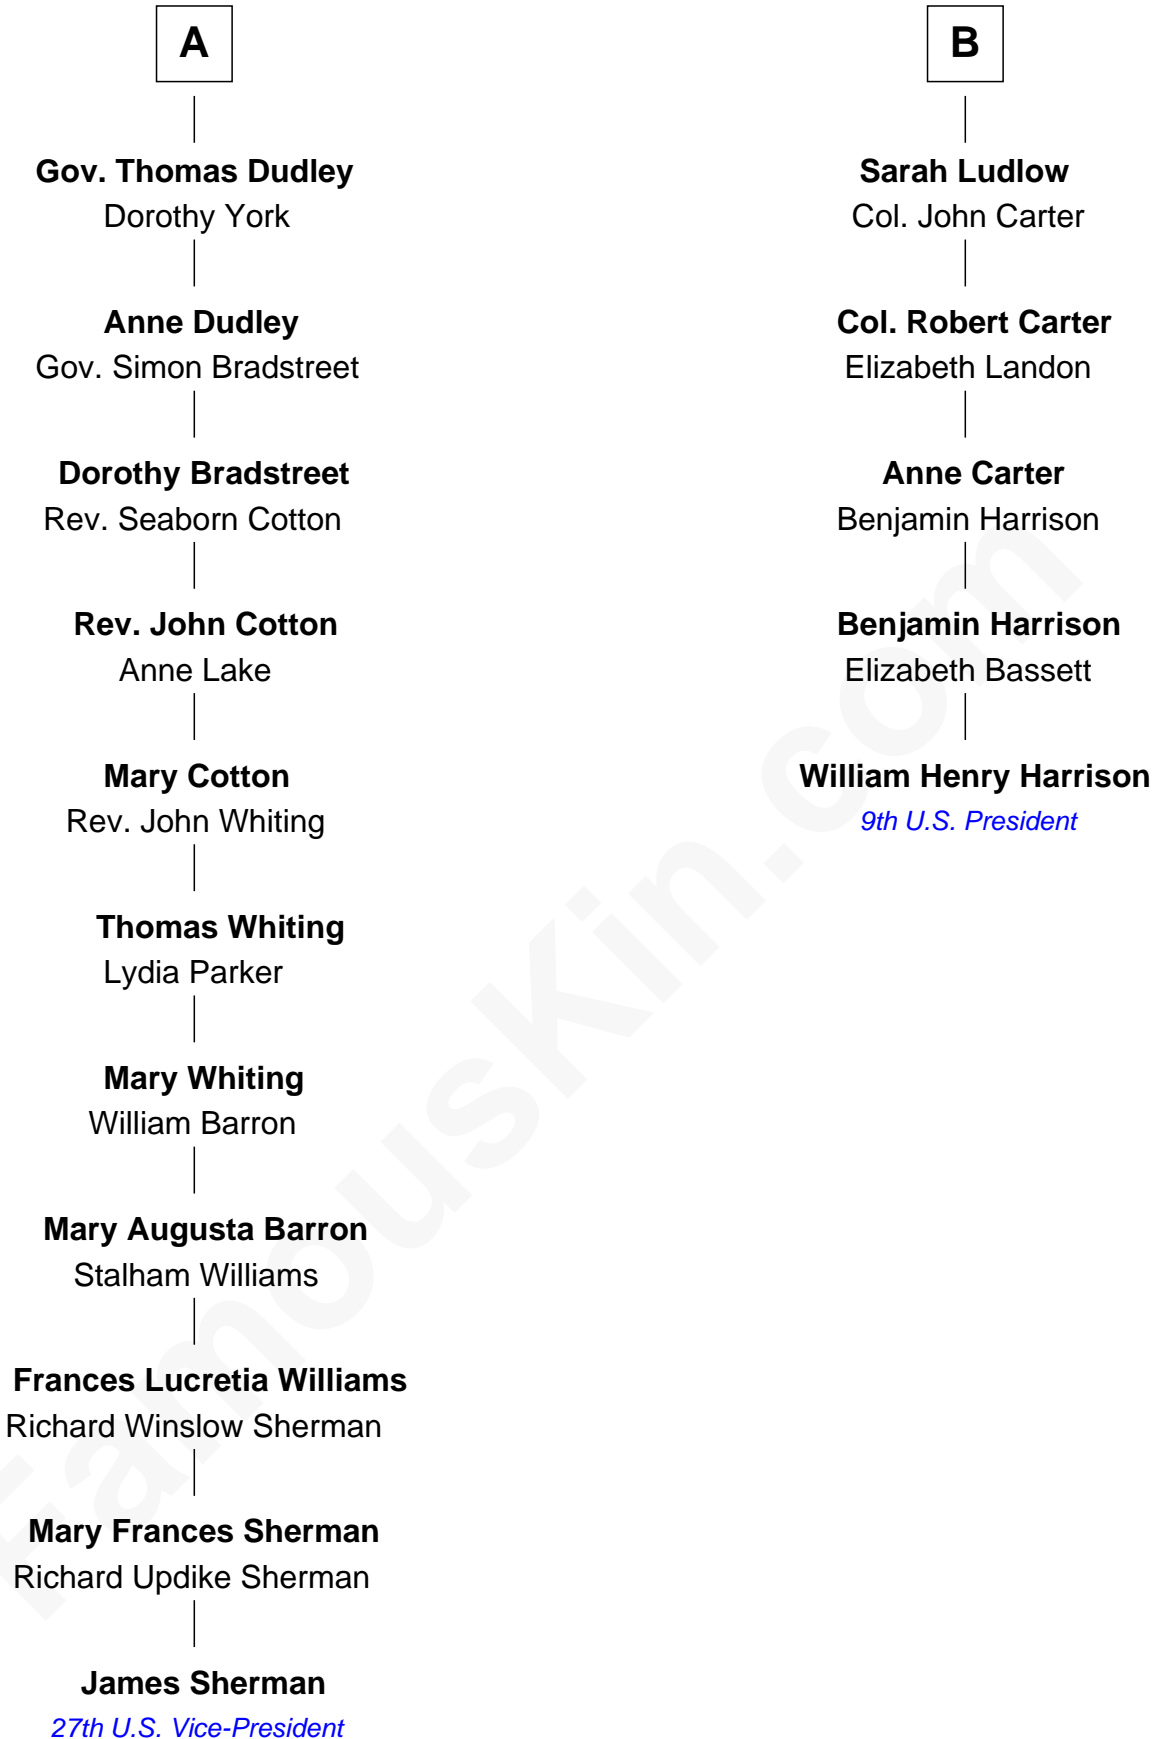 A
Gov. Thomas Dudley
Dorothy York
Anne Dudley
Gov. Simon Bradstreet
Dorothy Bradstreet
Rev. Seaborn Cotton
Rev. John Cotton
Anne Lake
Mary Cotton
Rev. John Whiting
Thomas Whiting
Lydia Parker
Mary Whiting
William Barron
Mary Augusta Barron
Stalham Williams
Frances Lucretia Williams
Richard Winslow Sherman
Mary Frances Sherman
Richard Updike Sherman
James Sherman
27th U.S. Vice-President
B
Sarah Ludlow
Col. John Carter
Col. Robert Carter
Elizabeth Landon
Anne Carter
Benjamin Harrison
Benjamin Harrison
Elizabeth Bassett
William Henry Harrison
9th U.S. President
FamousKin.com